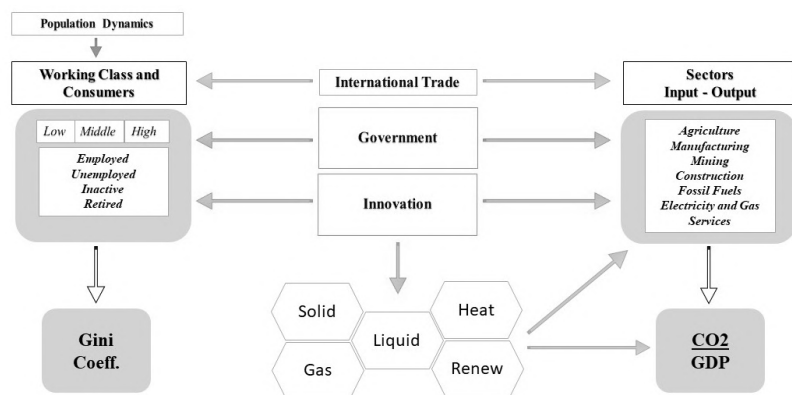 Population Dynamics
Working Class and
Consumers
Low Middle High
Employed
Unemployed
Inactive
Retired
Gini
Coeff.
International Trade
Government
Innovation
Solid
Liquid
Heat
Gas
Renew
Sectors
Input - Output
Agriculture
Manufacturing
Mining
Construction
Fossil Fuels
Electricity and Gas
Services
CO2
GDP